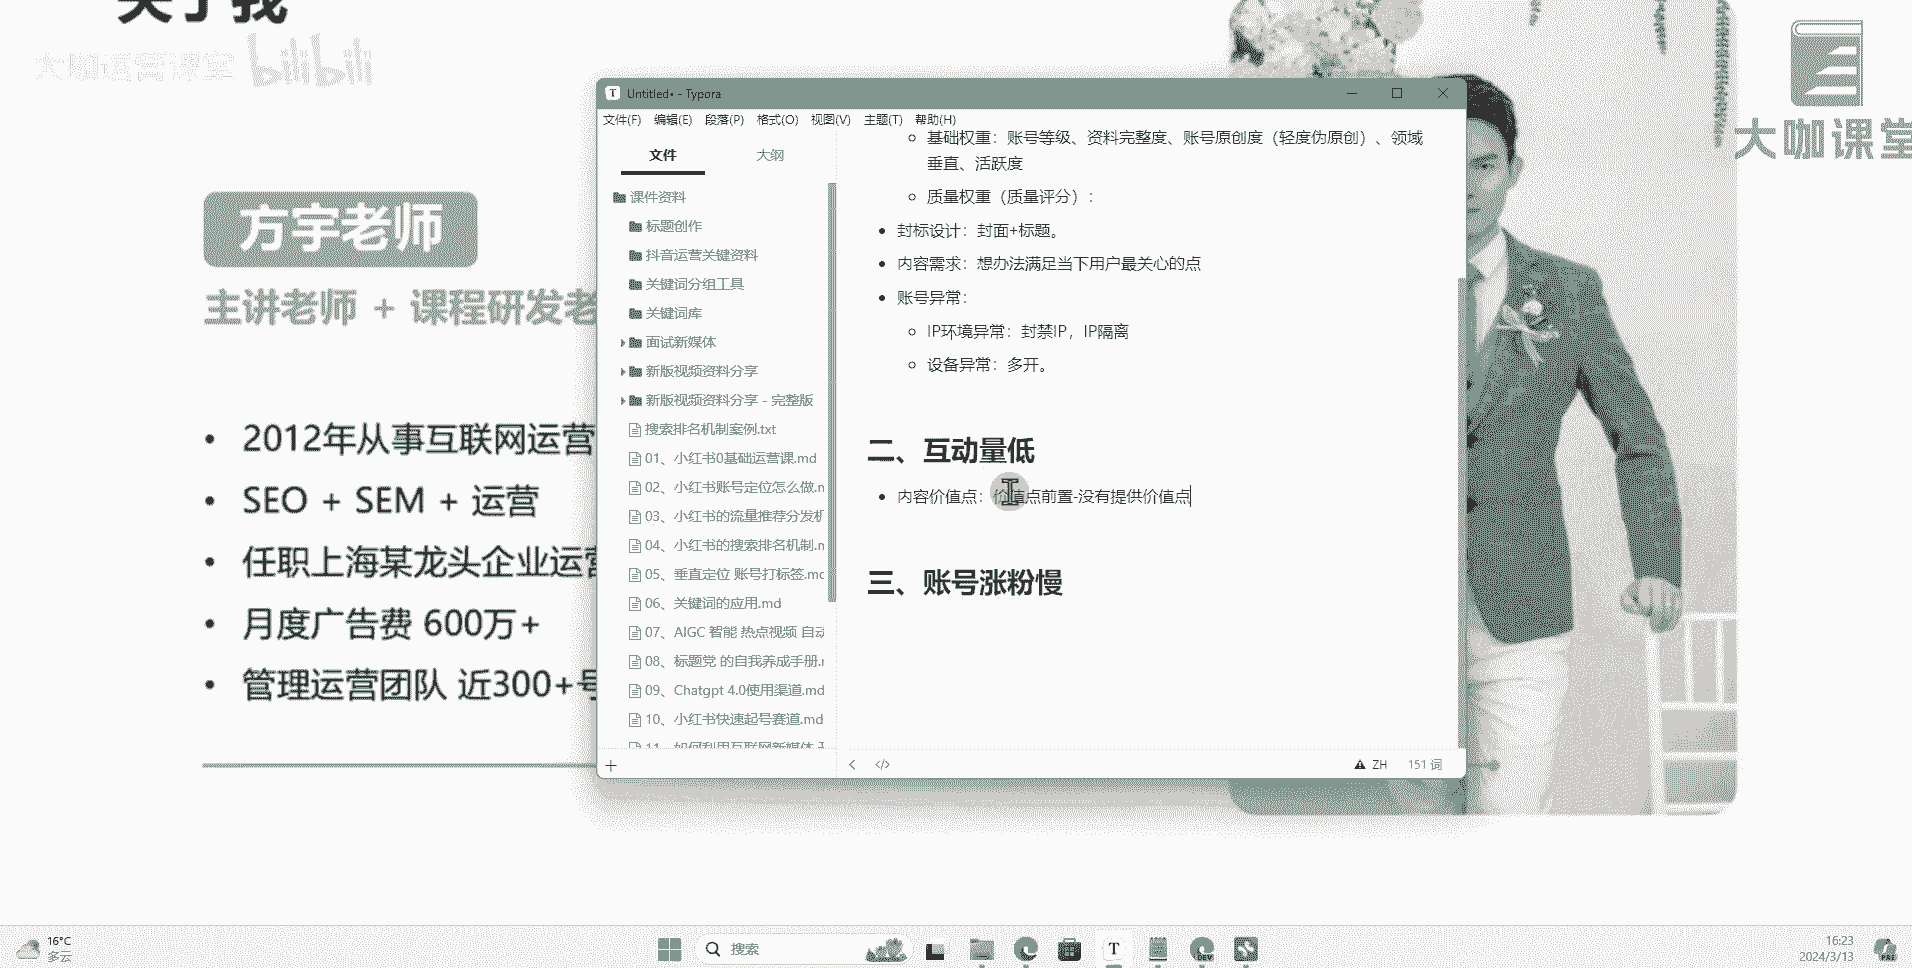 关于我
大咖运营课堂 bilibili
大咖课堂
方宇老师
主讲老师 + 课程研发老
2012年从事互联网运营
SEO + SEM + 运营
任职上海某龙头企业运营
月度广告费 600万+
管理运营团队 近300+号
Untitled• - Typora
文件(F) 编辑(E) 段落(P) 格式(O) 视图(V) 主题(T) 帮助(H)
文件 大纲
课件资料
标题创作
抖音运营关键资料
关键词分组工具
关键词库
面试新媒体
新版视频资料分享
新版视频资料分享 - 完整版
搜索排名机制案例.txt
01、小红书0基础运营课.md
02、小红书账号定位怎么做.m
03、小红书的流量推荐分发机
04、小红书的搜索排名机制.m
05、垂直定位 账号打标签.md
06、关键词的应用.md
07、AIGC 智能 热点视频 自动
08、标题党 的自我养成手册.m
09、Chatgpt 4.0使用渠道.md
10、小红书快速起号赛道.md
11、如何利用互联网新媒体
基础权重：账号等级、资料完整度、账号原创度（轻度伪原创）、领域
垂直、活跃度
质量权重（质量评分）：
封标设计：封面+标题。
内容需求：想办法满足当下用户最关心的点
账号异常：
IP环境异常：封禁IP，IP隔离
设备异常：多开。
二、互动量低
内容价值点：价值点前置-没有提供价值点
三、账号涨粉慢
ZH 151 词
16°C
多云
搜索
T
DEV
16:23
2024/3/13
PRE